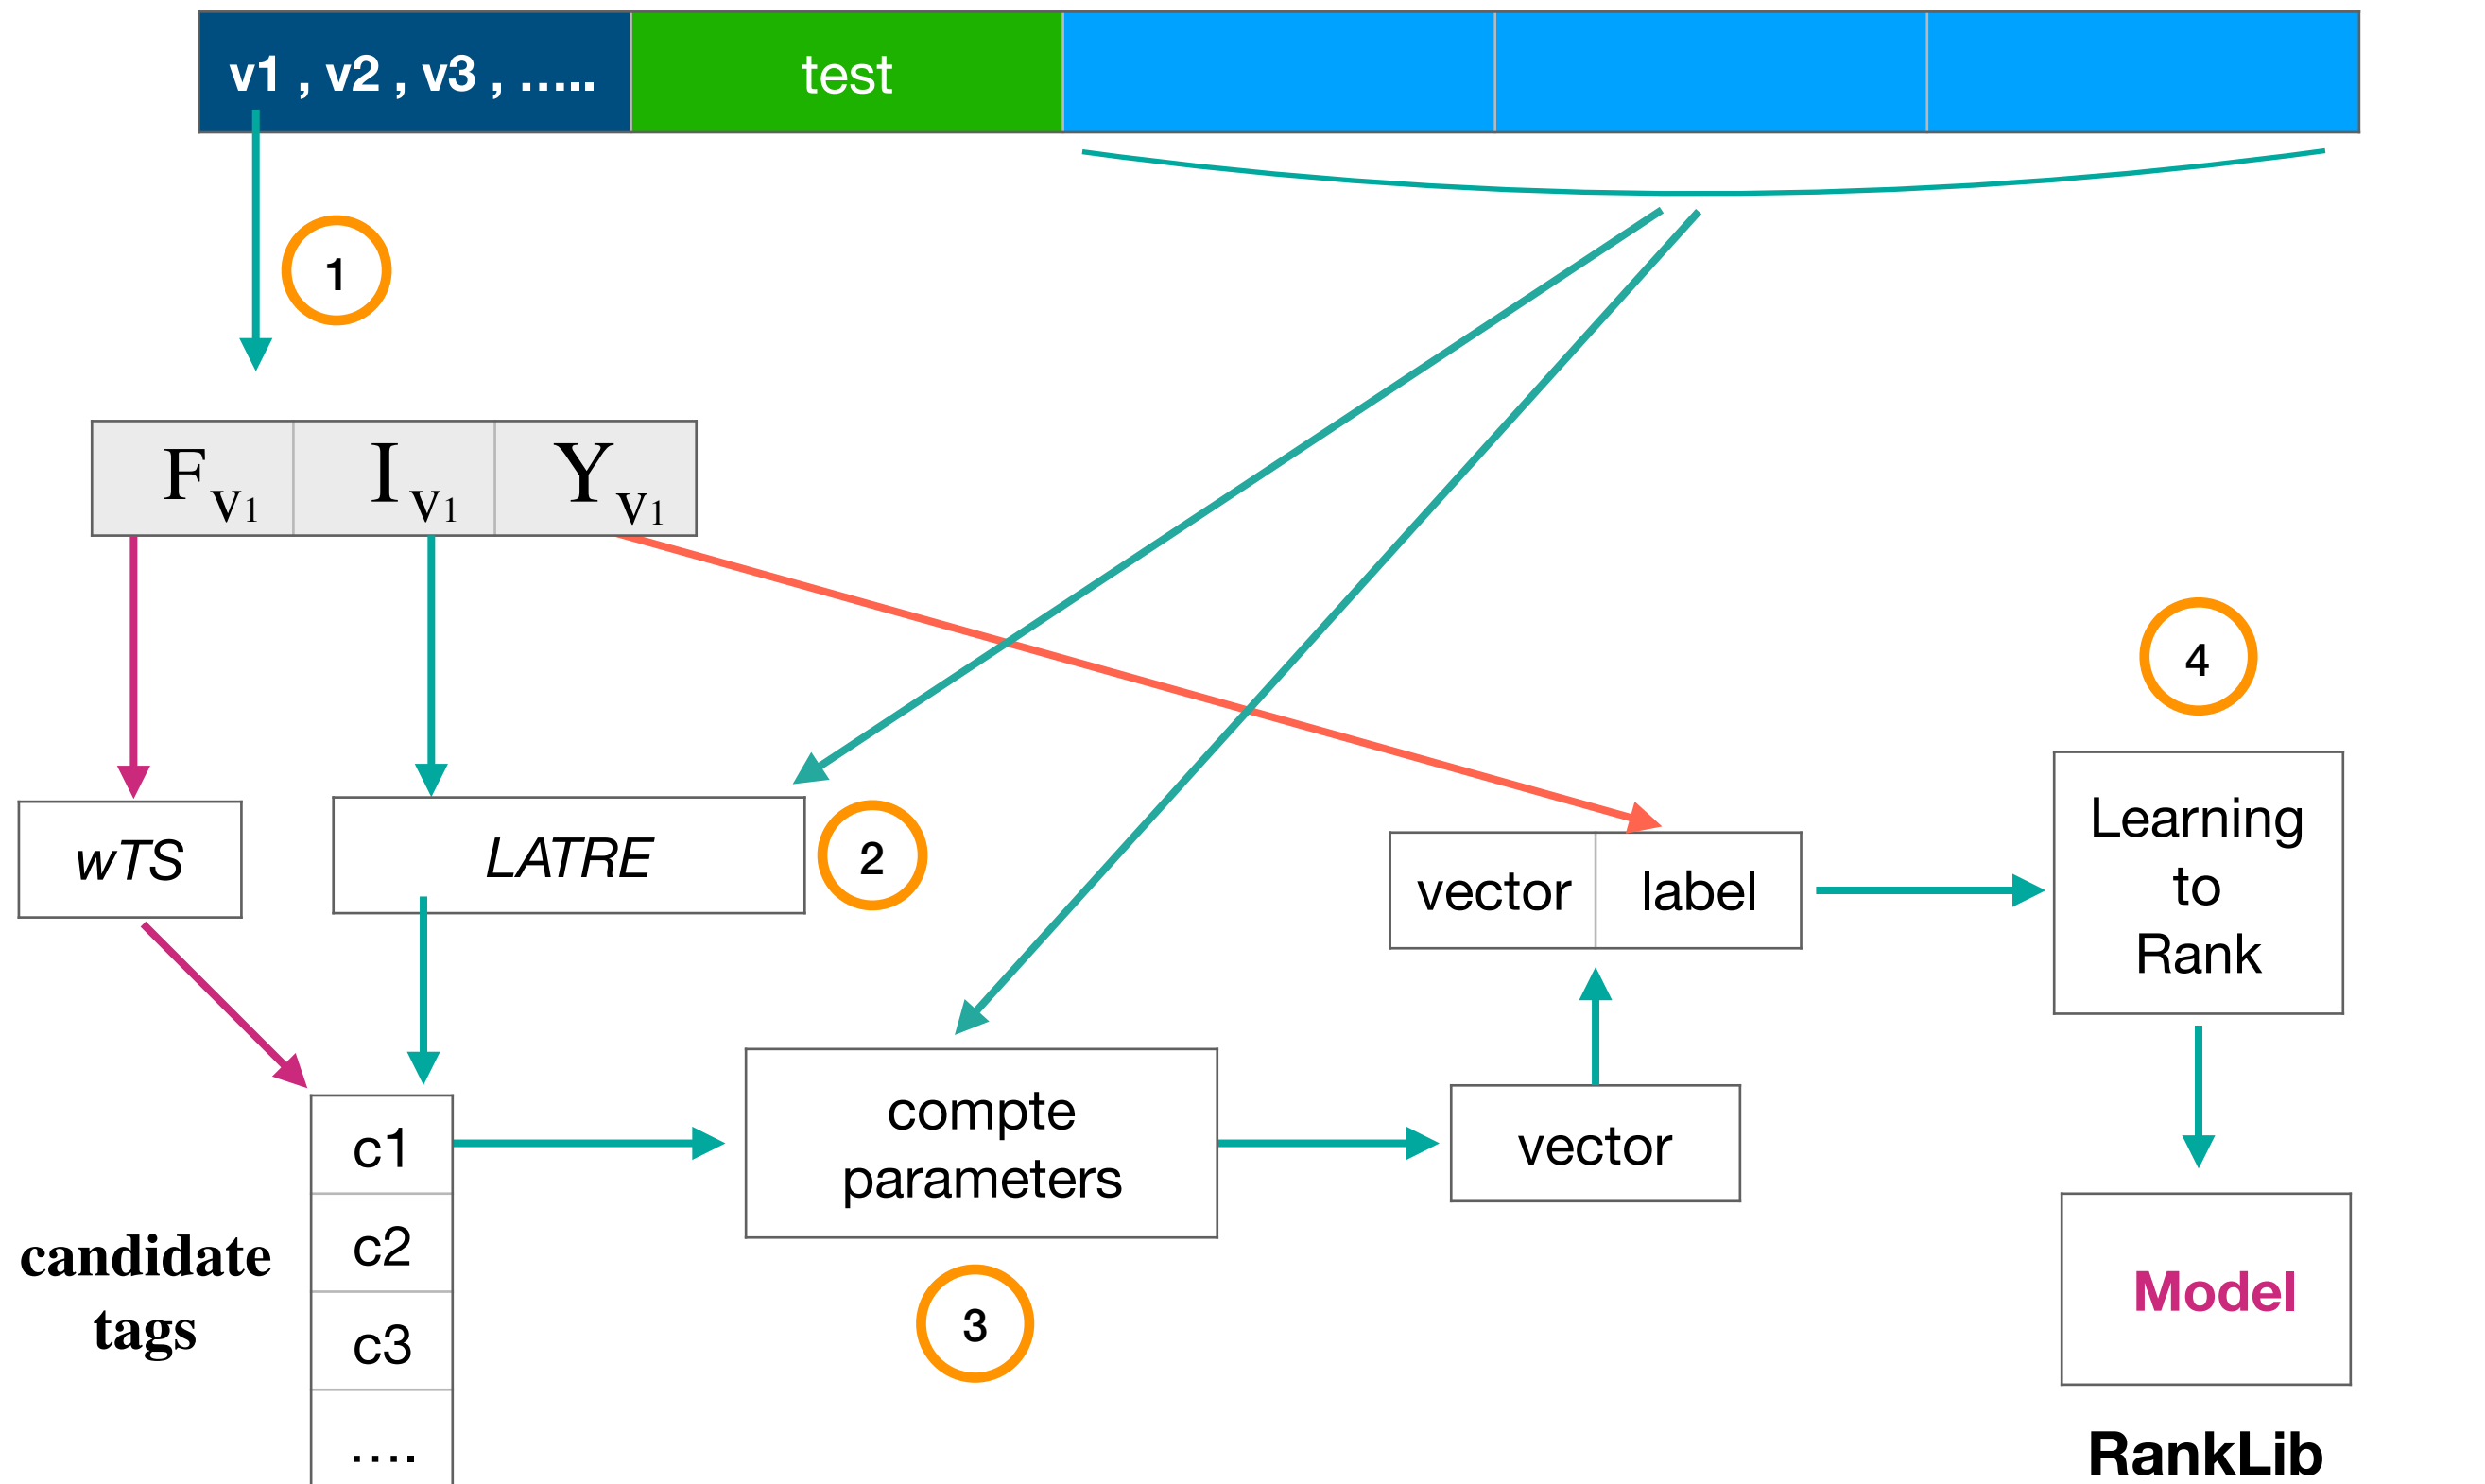 v1 , v2 , v3 , .....
test
1
F v1
I v1
Y v1
4
wTS
LATRE
2
vector
label
Learning
to
Rank
c1
c2
c3
....
candidate
tags
compte
parameters
3
vector
Model
RankLib